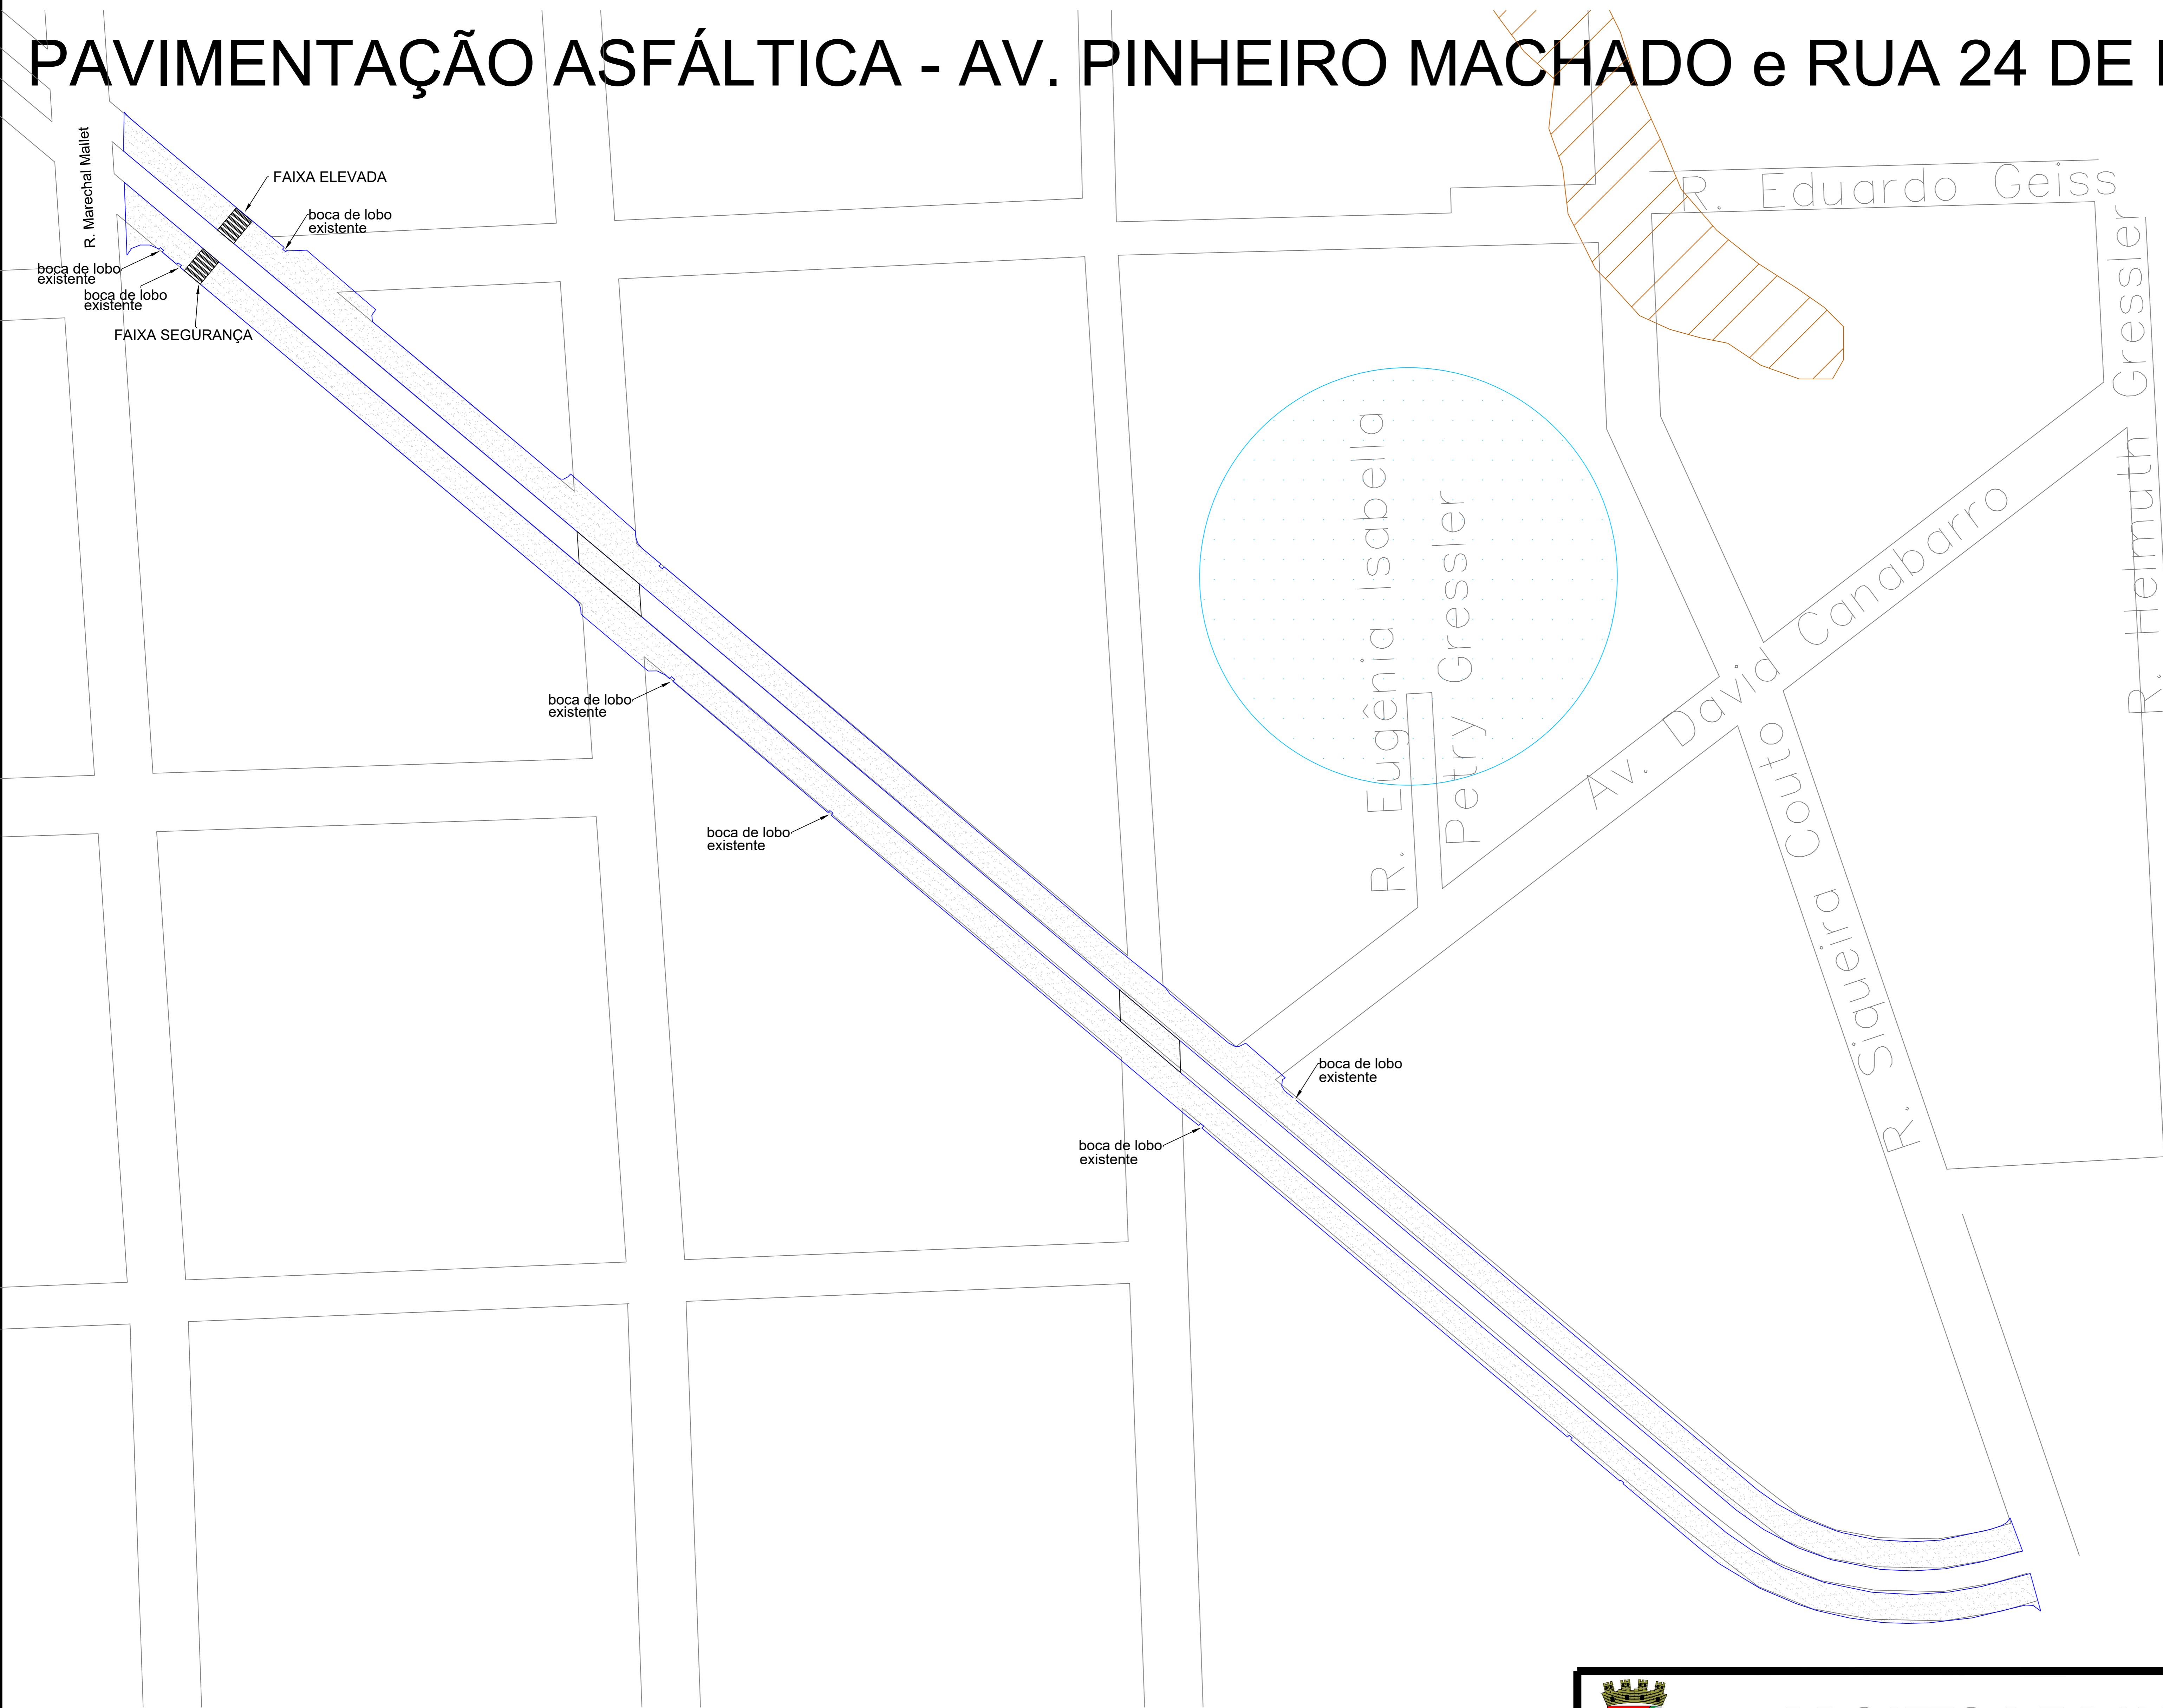 PAVIMENTAÇÃO ASFÁLTICA - AV. PINHEIRO MACHADO e RUA 24 DE
R. Marechal Mallet
FAIXA ELEVADA
boca de lobo
existente
boca de lobo
existente
boca de lobo
existente
FAIXA SEGURANÇA
R. Eduardo Geiss
R. Helmuth Gressler
R. Eugênia Isabella
Petry Gressler
Av. David Canabarro
R. Siqueira Couto
boca de lobo
existente
boca de lobo
existente
boca de lobo
existente
boca de lobo
existente